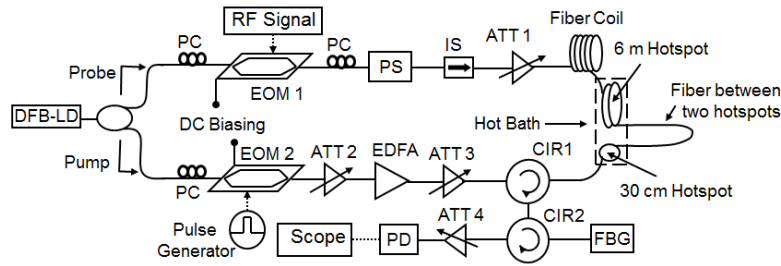 RF Signal
Fiber Coil
PC
PC
IS
ATT 1
6 m Hotspot
Probe
PS
EOM 1
Fiber between
two hotspots
DFB-LD
DC Biasing
Hot Bath
Pump
EOM 2
ATT 2
EDFA
ATT 3
CIR1
PC
30 cm Hotspot
Pulse
Generator
Scope
PD
ATT 4
CIR2
FBG